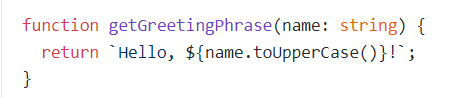 function getGreetingPhrase(name: string) {
  return `Hello, ${name.toUpperCase()}!`;
}